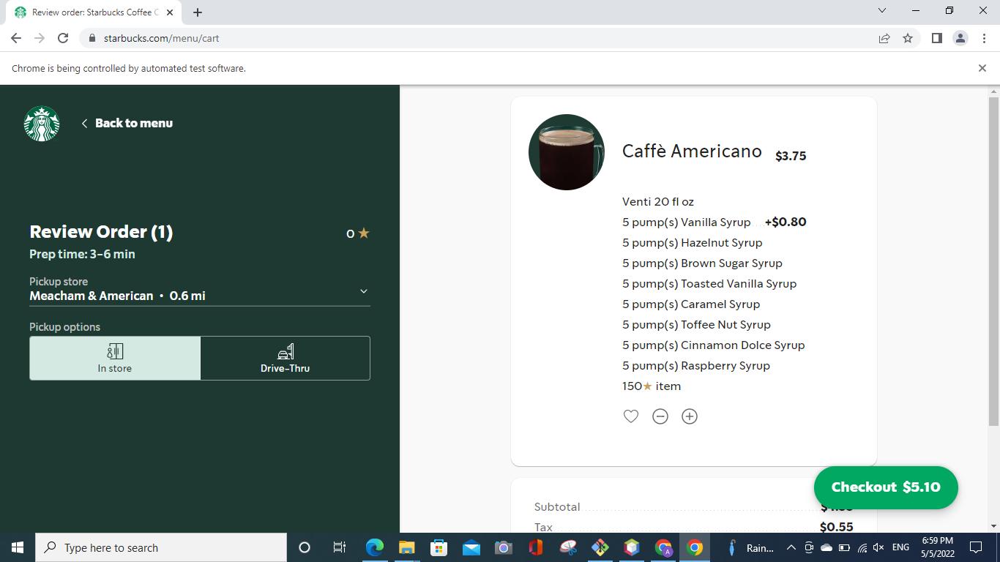 Review order: Starbucks Coffee C
starbucks.com/menu/cart
Chrome is being controlled by automated test software.
Back to menu
Review Order (1)
0
Prep time: 3–6 min
Pickup store
Meacham & American • 0.6 mi
Pickup options
In store
Drive-Thru
Caffè Americano $3.75
Venti 20 fl oz
5 pump(s) Vanilla Syrup +$0.80
5 pump(s) Hazelnut Syrup
5 pump(s) Brown Sugar Syrup
5 pump(s) Toasted Vanilla Syrup
5 pump(s) Caramel Syrup
5 pump(s) Toffee Nut Syrup
5 pump(s) Cinnamon Dolce Syrup
5 pump(s) Raspberry Syrup
150★ item
Checkout $5.10
Subtotal
Tax $0.55
Type here to search
A
Rain...
ENG
6:59 PM
5/5/2022